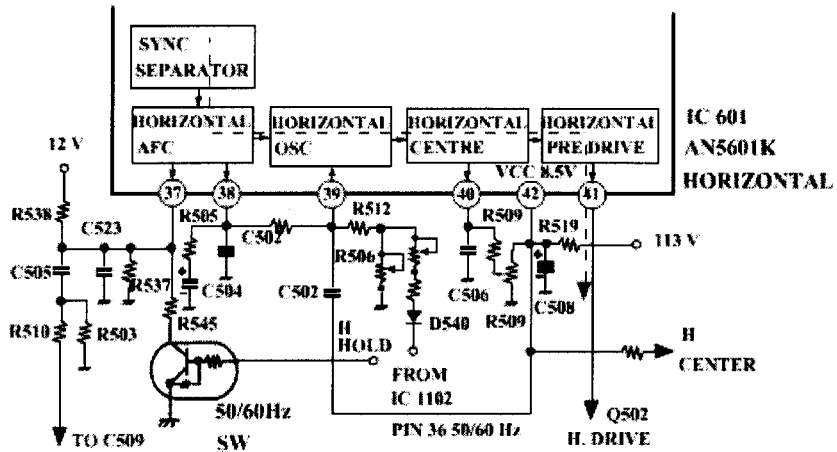 SYNC
SEPARATOR
HORIZONTAL
AFC
HORIZONTAL
OSC
HORIZONTAL
CENTRE
HORIZONTAL
PRE DRIVE
VCC 8.5V
IC 601
AN5601K
HORIZONTAL
12 V
37
38
39
40
42
41
R538
C523
R505
C502
R512
R509
R519
113 V
C505
R537
C504
C502
R506
C506
R509
C508
R510
R503
R545
D540
H
HOLD
FROM
IC 1102
H
CENTER
50/60Hz
SW
PIN 36 50/60 Hz
Q502
H. DRIVE
TO C509